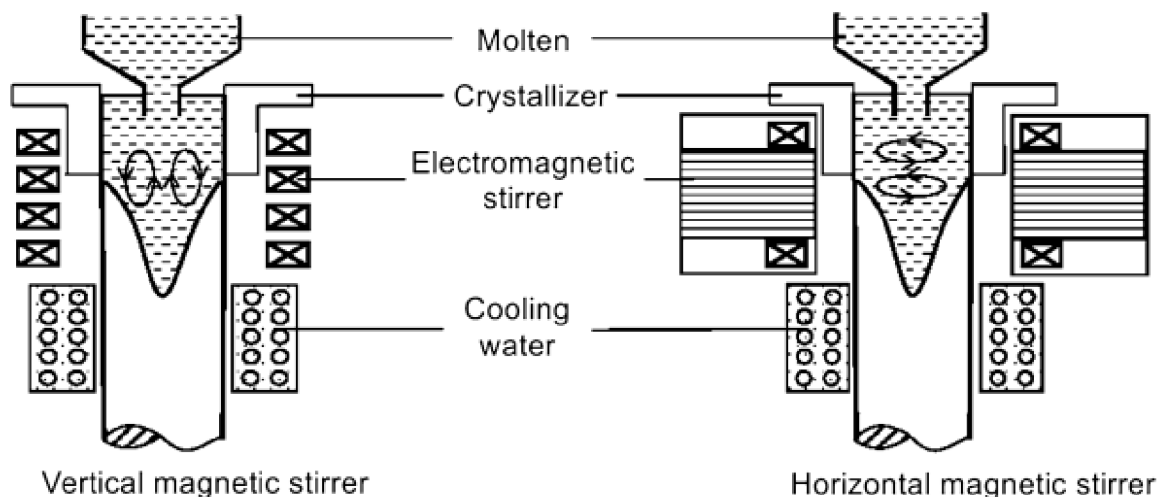 Molten
Crystallizer
Electromagnetic
stirrer
Cooling
water
Vertical magnetic stirrer
Horizontal magnetic stirrer